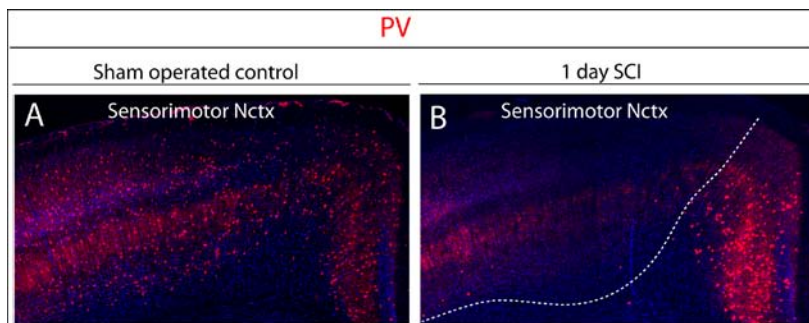 PV
Sham operated control
1 day SCI
A
Sensorimotor Nctx
B
Sensorimotor Nctx